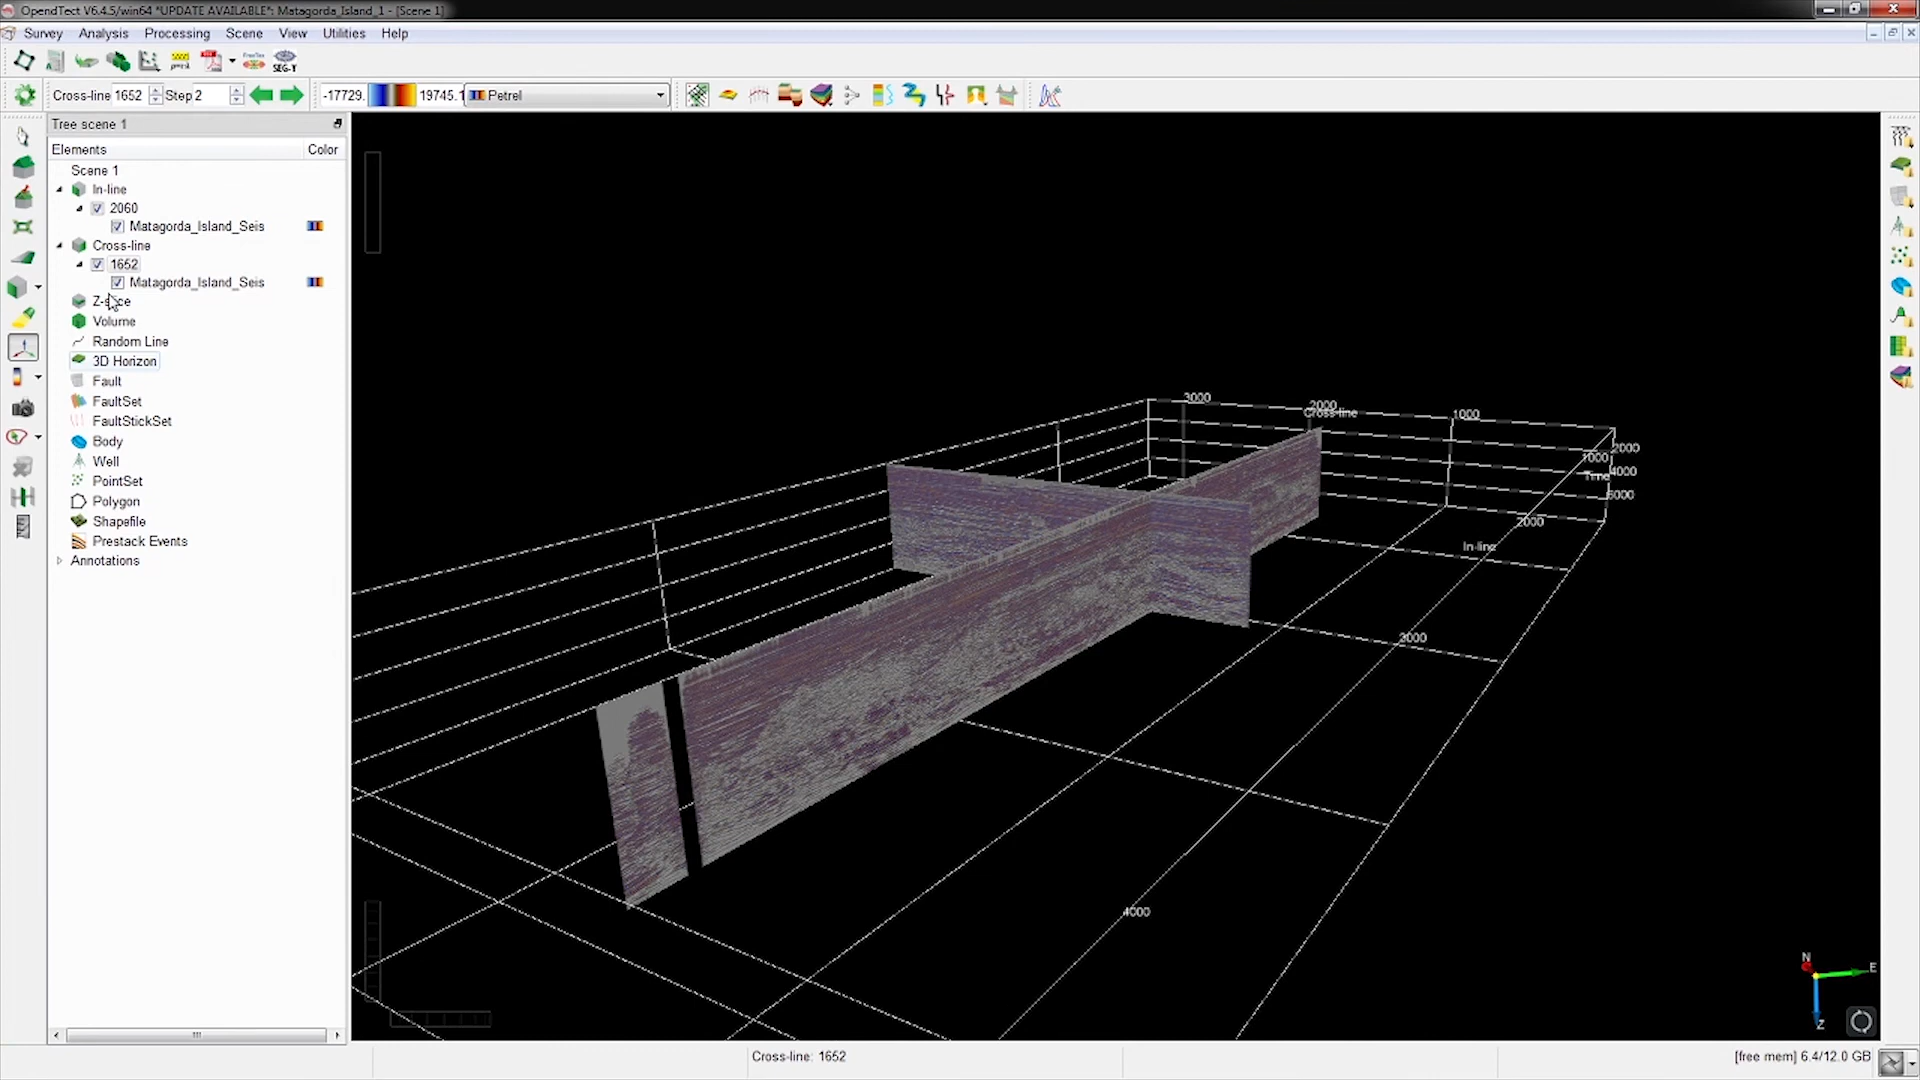 OpendTect V6.4.5/win64 *UPDATE AVAILABLE*: Matagorda_Island_1 - [Scene 1]
Survey Analysis Processing Scene View Utilities Help
SEG-Y
Cross-line 1652 Step 2 -17729. 19745.1 Petrel
Tree scene 1
Elements Color
Scene 1
In-line
2060
Matagorda_Island_Seis
Cross-line
1652
Matagorda_Island_Seis
Z-slice
Volume
Random Line
3D Horizon
Fault
FaultSet
FaultStickSet
Body
Well
PointSet
Polygon
Shapefile
Prestack Events
Annotations
3000
2000
Cross-line
1000
2000
1000
4000
Time
6000
2000
In-line
3000
4000
N
E
Z
Cross-line: 1652
[free mem] 6.4/12.0 GB